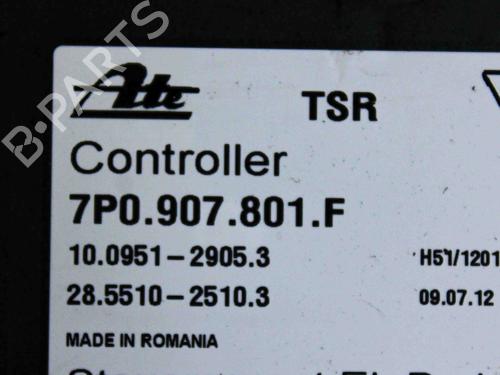 B-PARTS
Ate TSR
Controller
7P0.907.801.F
10.0951-2905.3 H51/1201
28.5510-2510.3 09.07.12
MADE IN ROMANIA